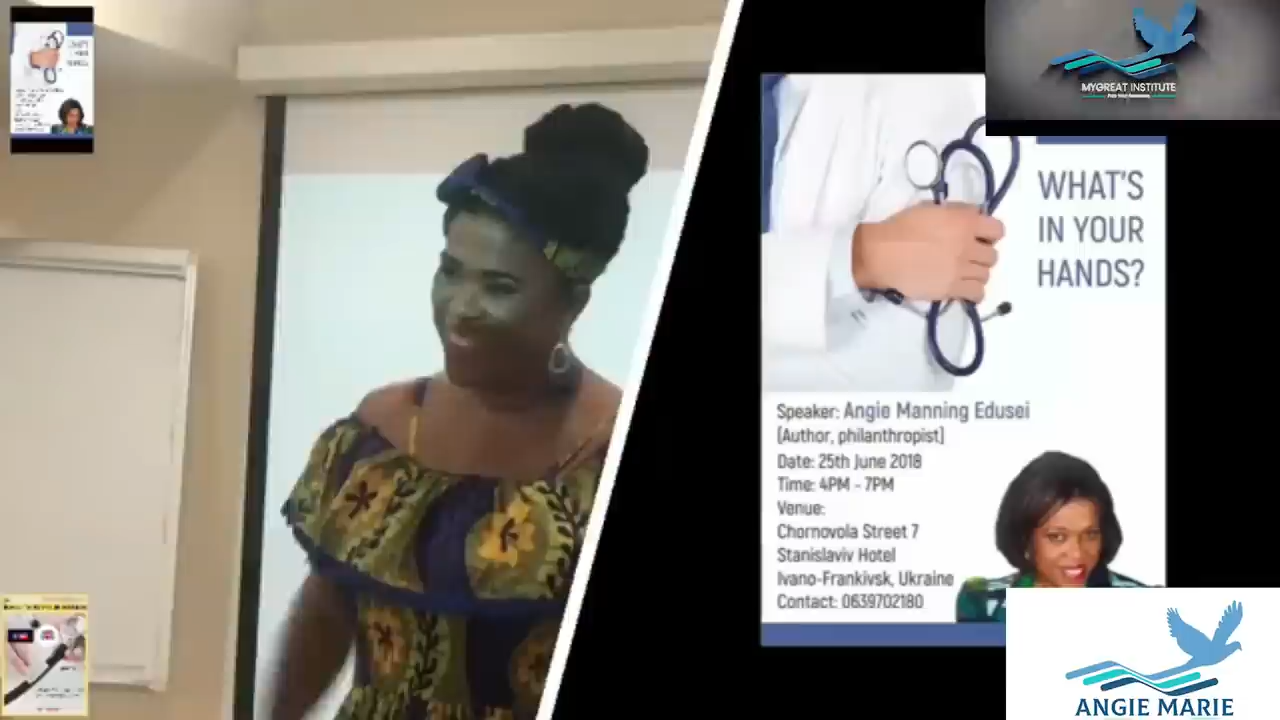 MYGREAT INSTITUTE
WHAT'S
IN YOUR
HANDS?
Speaker: Angie Manning Edusei
[Author, philanthropist]
Date: 25th June 2018
Time: 4PM - 7PM
Venue:
Chornovola Street 7
Stanislaviv Hotel
Ivano-Frankivsk, Ukraine
Contact: 0639702180
ANGIE MARIE